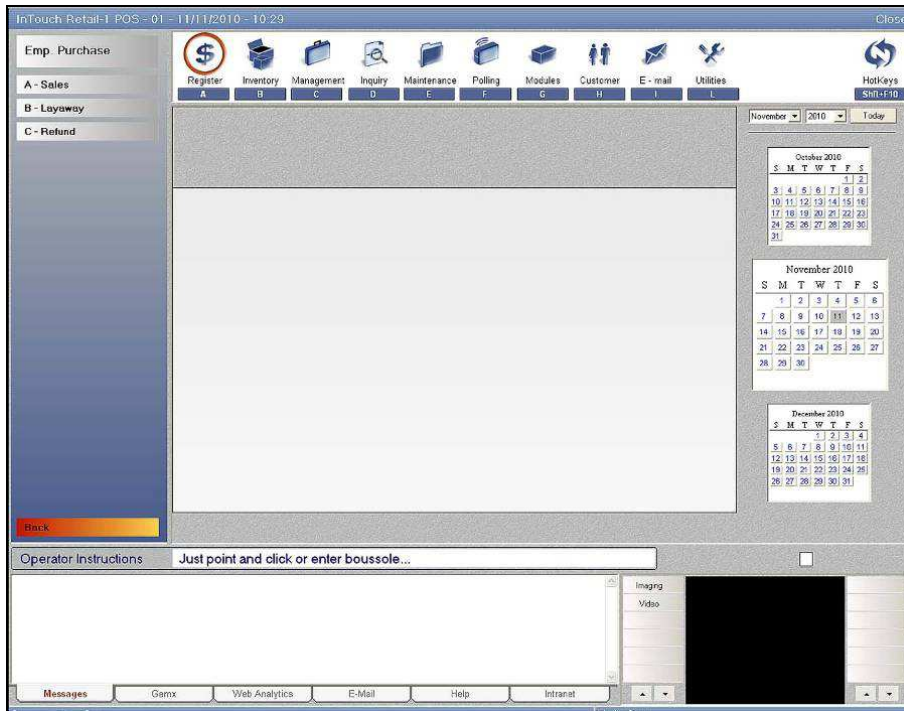 InTouch Retail-1 POS - 01 - 11/11/2010 - 10:29 Close
Emp. Purchase
A - Sales
B - Layaway
C - Refund
Back
Register Inventory Management Inquiry Maintenance Polling Modules Customer E - mail Utilities HotKeys
A B C D E F G H I L Shft+F10
November 2010 Today
October 2010
S M T W T F S
1 2
3 4 5 6 7 8 9
10 11 12 13 14 15 16
17 18 19 20 21 22 23
24 25 26 27 28 29 30
31
November 2010
S M T W T F S
1 2 3 4 5 6
7 8 9 10 11 12 13
14 15 16 17 18 19 20
21 22 23 24 25 26 27
28 29 30
December 2010
S M T W T F S
1 2 3 4
5 6 7 8 9 10 11
12 13 14 15 16 17 18
19 20 21 22 23 24 25
26 27 28 29 30 31
Operator Instructions Just point and click or enter boussole...
Imaging
Video
Messages Gemx Web Analytics E-Mail Help Intranet